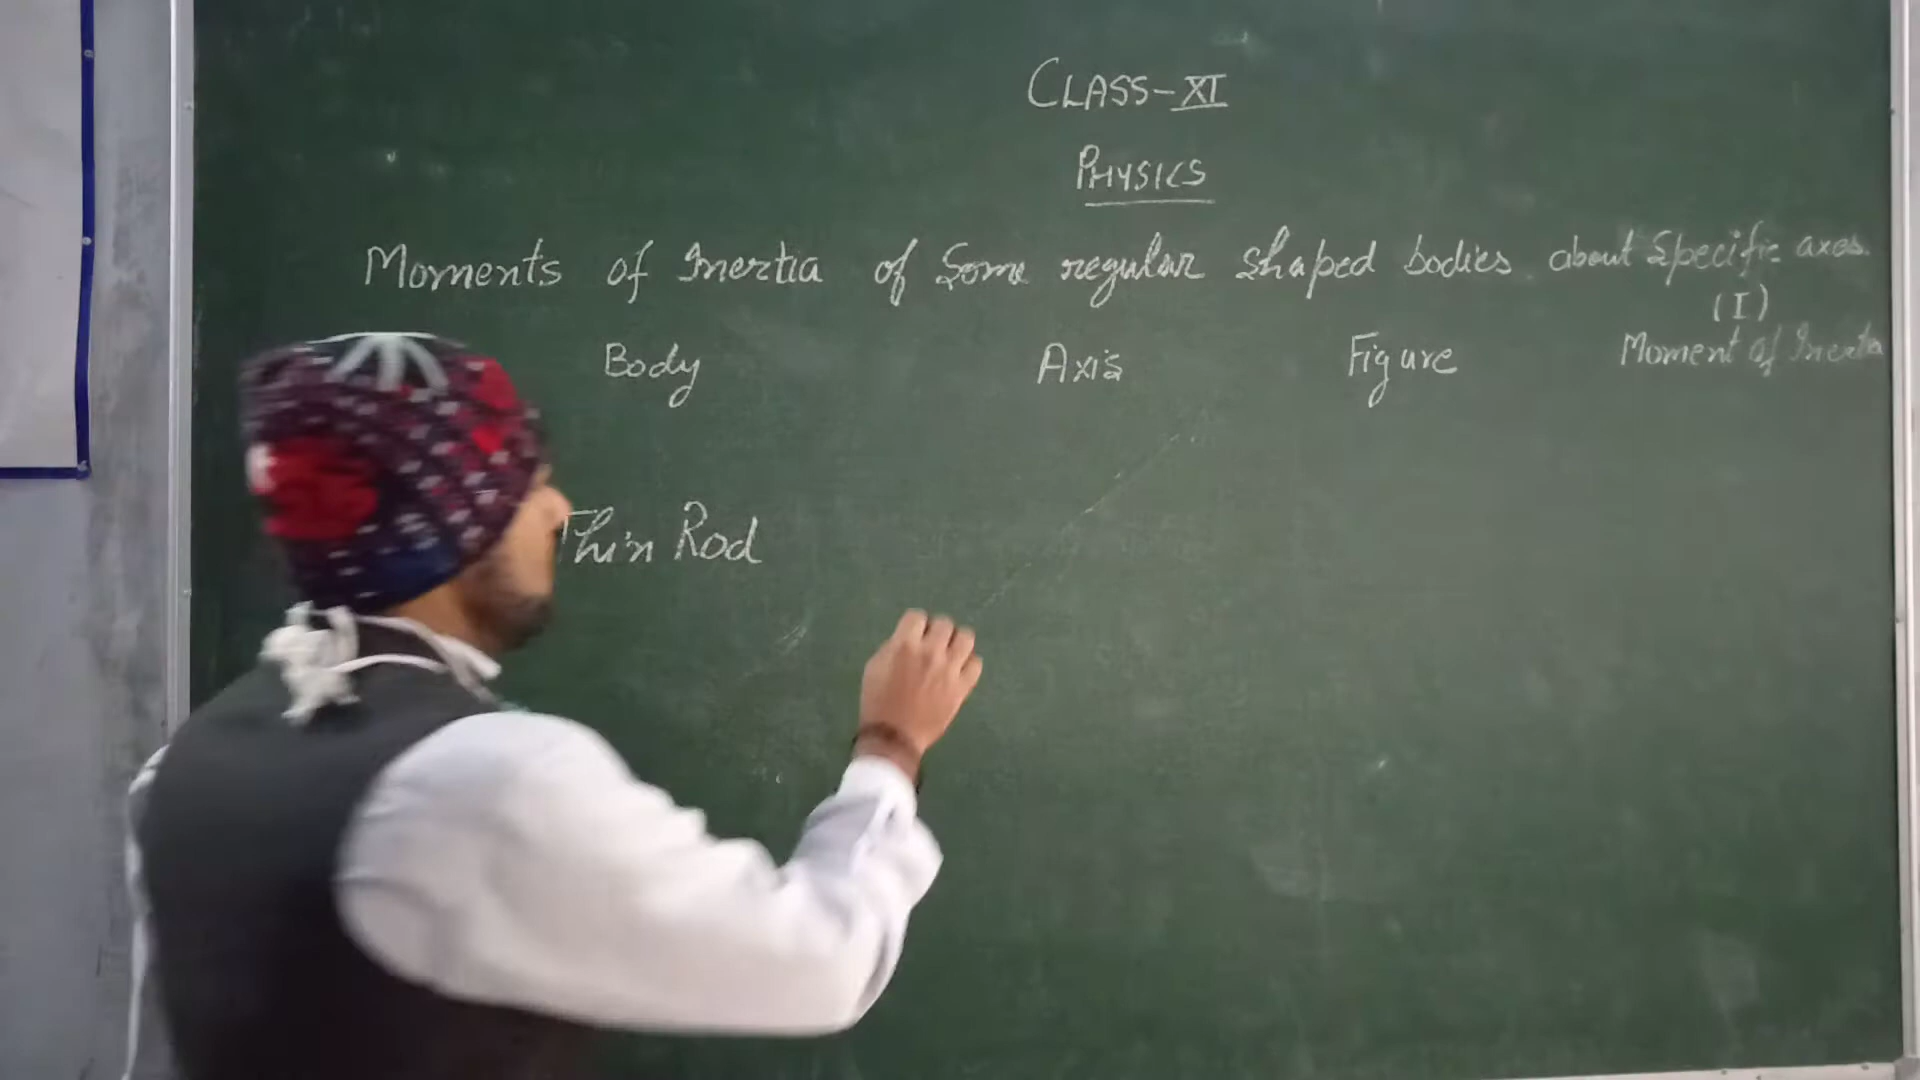 CLASS-XI
PHYSICS
Moments of Inertia of Some regular shaped bodies about Specific axes.
(I)
Body Axis Figure Moment of Inertia
Thin Rod